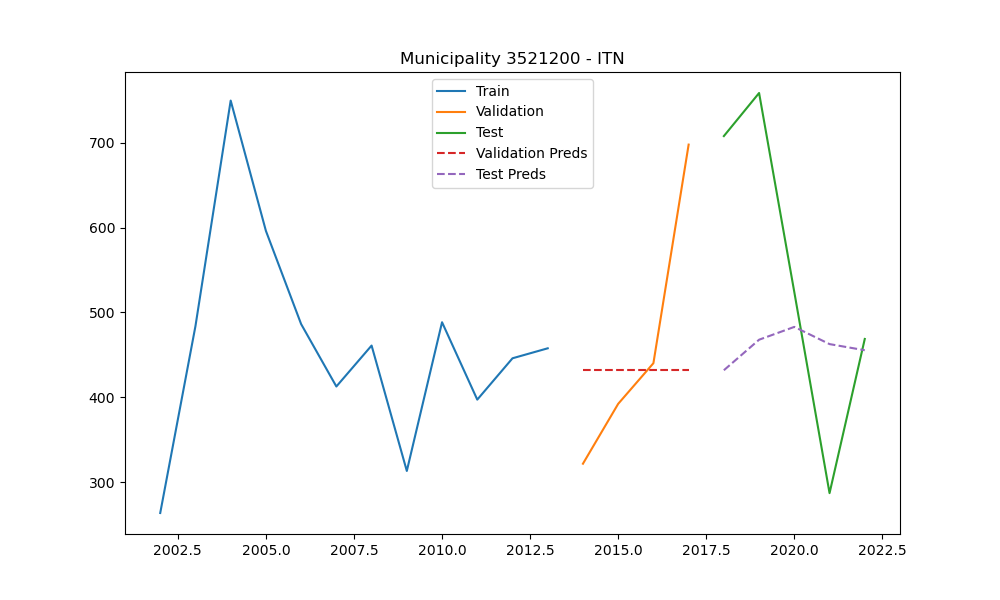 Municipality 3521200 - ITN
Train
Validation
Test
Validation Preds
Test Preds
700
600
500
400
300
2002.5 2005.0 2007.5 2010.0 2012.5 2015.0 2017.5 2020.0 2022.5